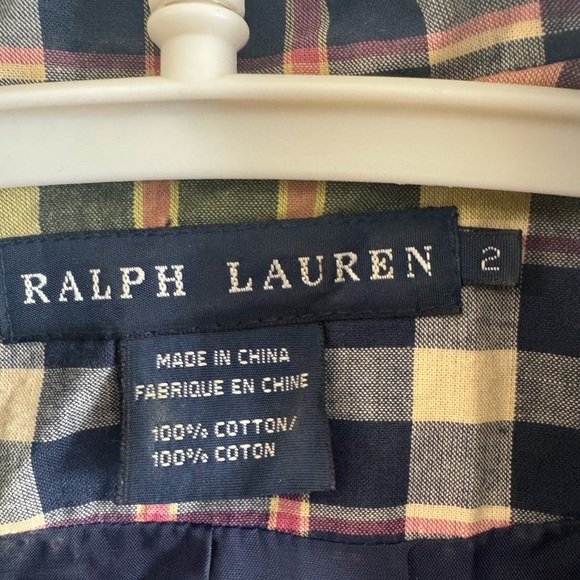 RALPH LAUREN 2
MADE IN CHINA
FABRIQUE EN CHINE
100% COTTON/
100% COTON